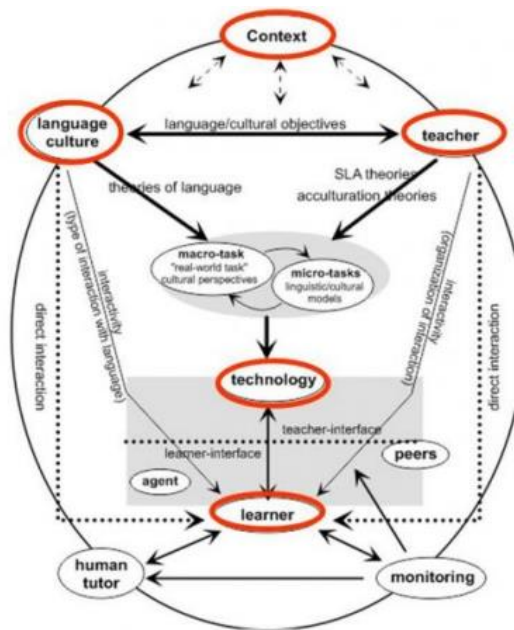 Context
language
culture
language/cultural objectives
teacher
theories of language
SLA theories
acculturation theories
macro-task
"real-world task"
cultural perspectives
micro-tasks
linguistic/cultural
models
interactivity
(type of interaction with language)
interactivity
(organization of interaction)
direct interaction
direct interaction
technology
teacher-interface
learner-interface
peers
agent
learner
human
tutor
monitoring